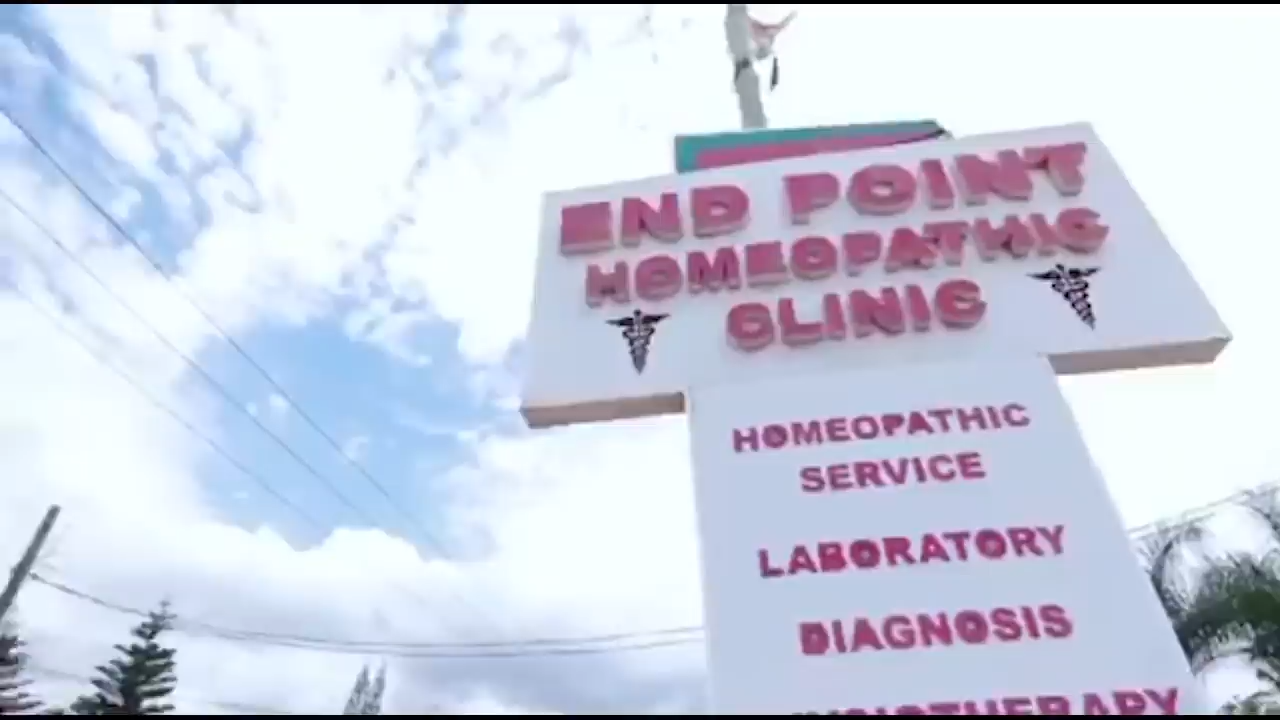 END POINT
HOMEOPATHIC
CLINIC
HOMEOPATHIC
SERVICE
LABORATORY
DIAGNOSIS